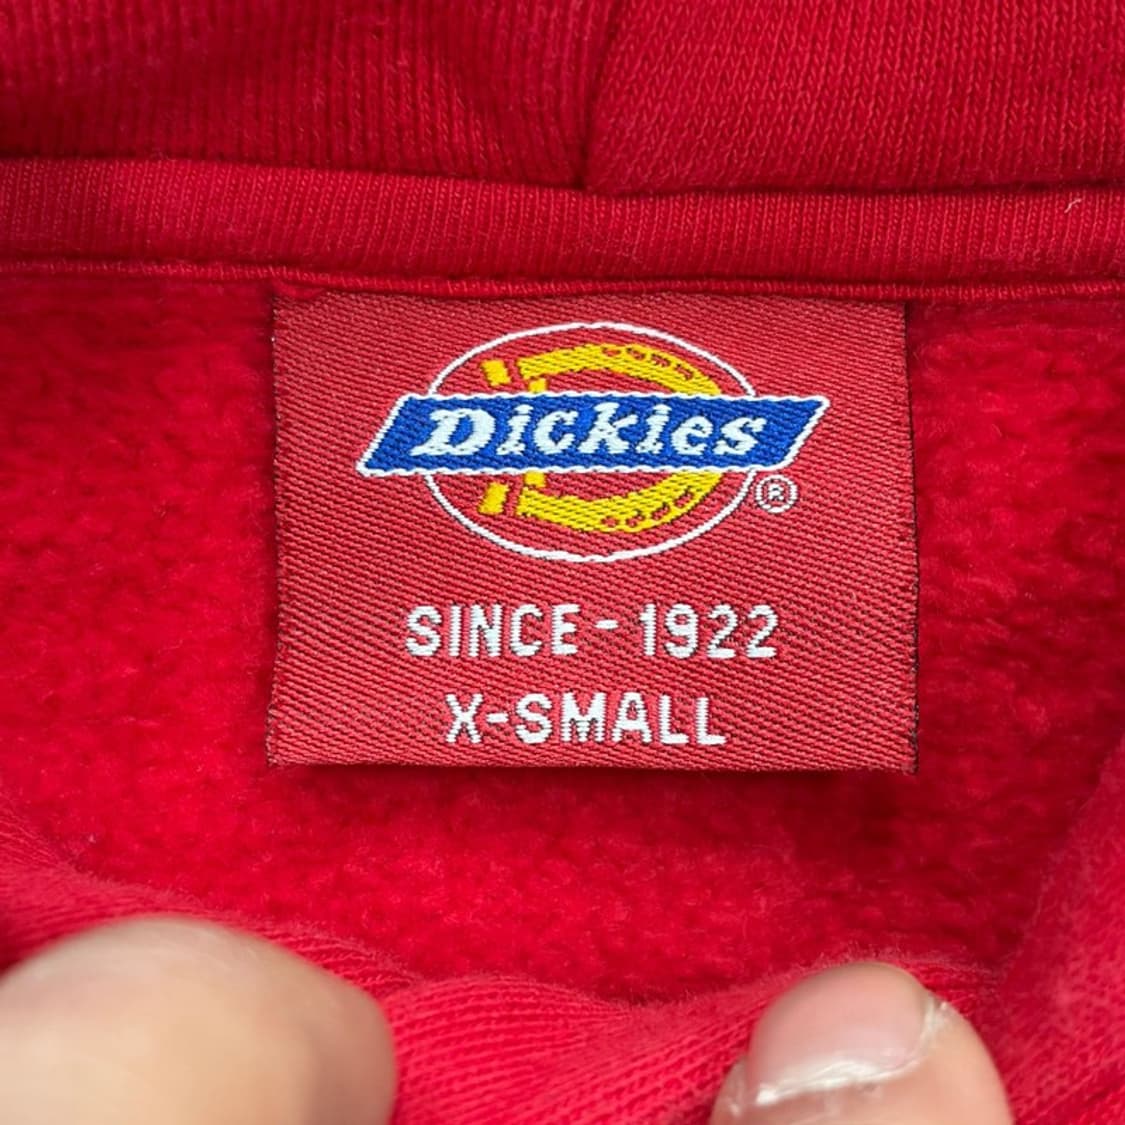 Dickies
®
SINCE - 1922
X-SMALL